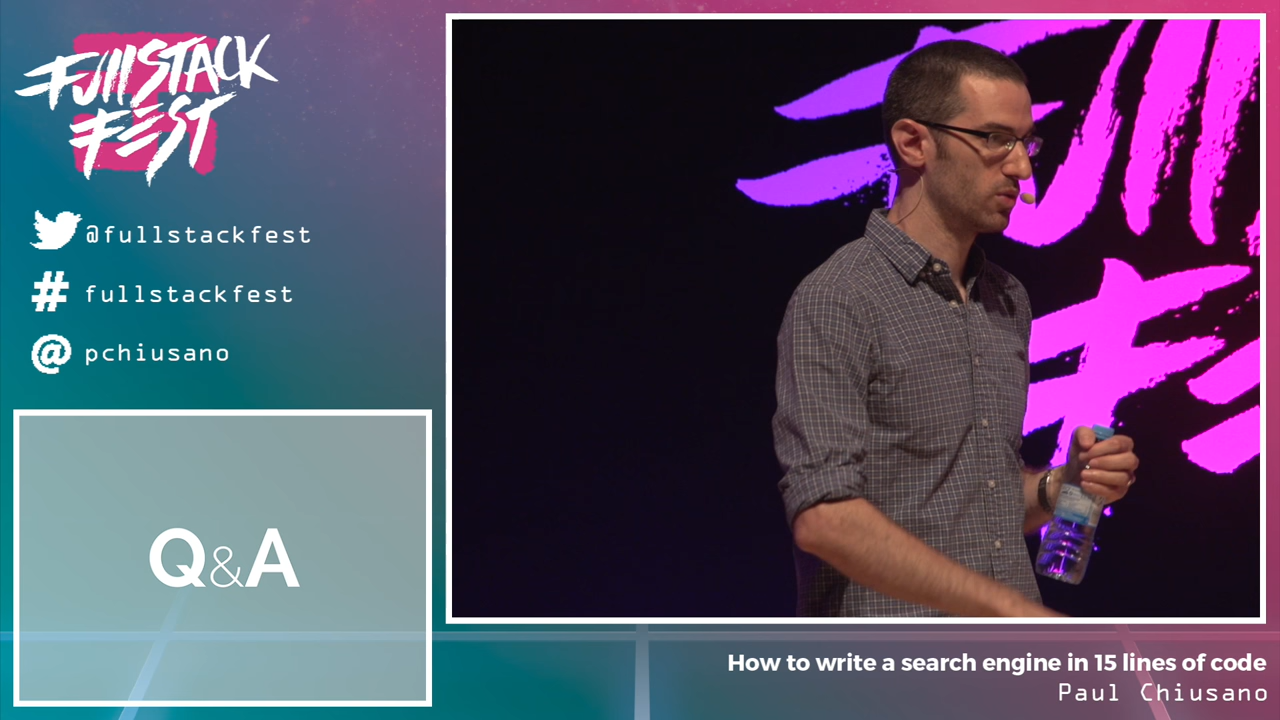 FullSTACK
FEST
@fullstackfest
# fullstackfest
@ pchiusano
Q&A
How to write a search engine in 15 lines of code
Paul Chiusano